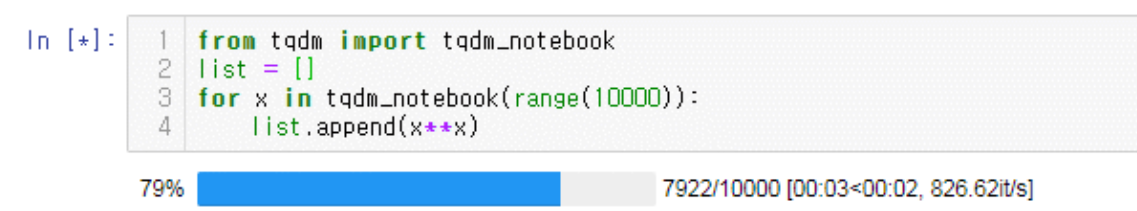 In [*]:
1 from tqdm import tqdm_notebook
2 list = []
3 for x in tqdm_notebook(range(10000)):
4     list.append(x**x)
79% 7922/10000 [00:03<00:02, 826.62it/s]